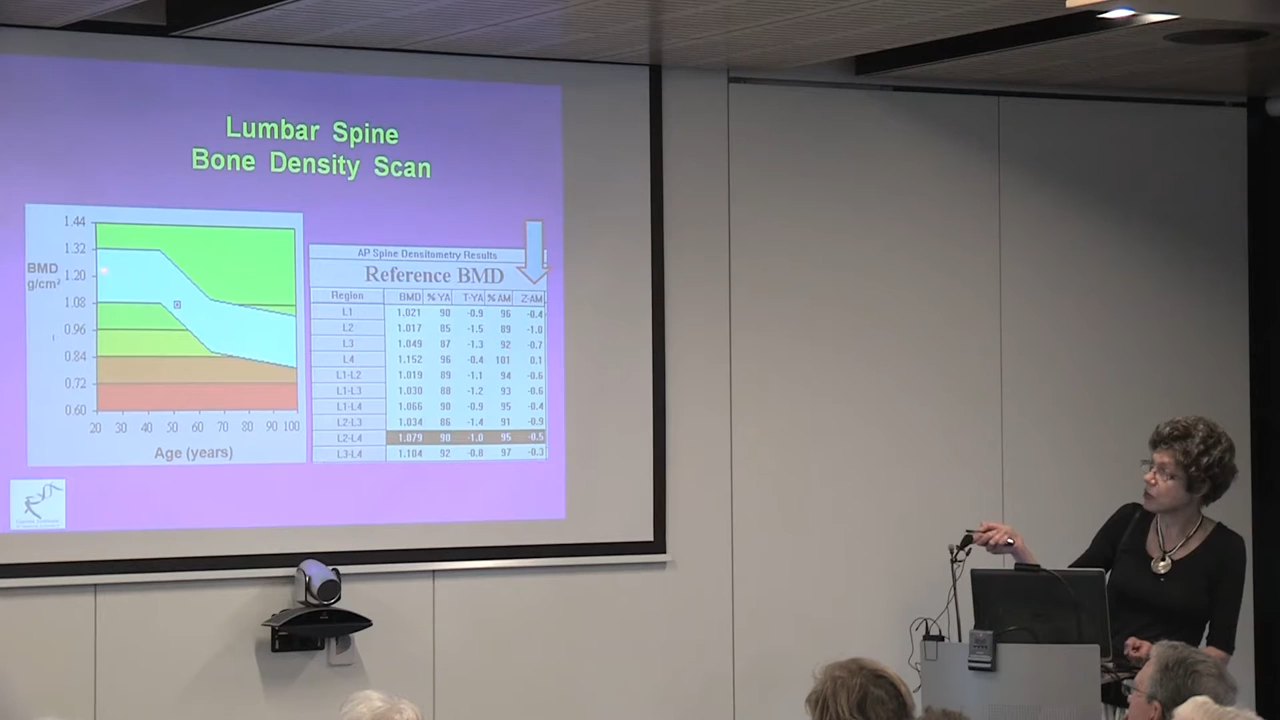 Lumbar Spine
Bone Density Scan
1.44
1.32
BMD
g/cm²
1.20
1.08
0.96
0.84
0.72
0.60
20 30 40 50 60 70 80 90 100
Age (years)
AP Spine Densitometry Results
Reference BMD
Region BMD %YA T-YA %AM Z-AM
L1 1.021 90 -0.9 96 -0.4
L2 1.017 85 -1.5 89 -1.0
L3 1.049 87 -1.3 92 -0.7
L4 1.152 96 -0.4 101 0.1
L1-L2 1.019 89 -1.1 94 -0.6
L1-L3 1.030 88 -1.2 93 -0.6
L1-L4 1.066 90 -0.9 95 -0.4
L2-L3 1.034 86 -1.4 91 -0.9
L2-L4 1.079 90 -1.0 95 -0.5
L3-L4 1.104 92 -0.8 97 -0.3